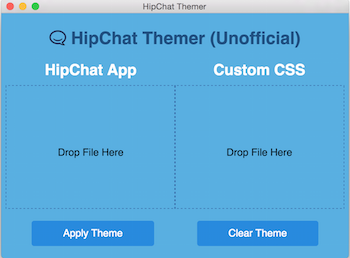 HipChat Themer
HipChat Themer (Unofficial)
HipChat App
Custom CSS
Drop File Here
Drop File Here
Apply Theme
Clear Theme